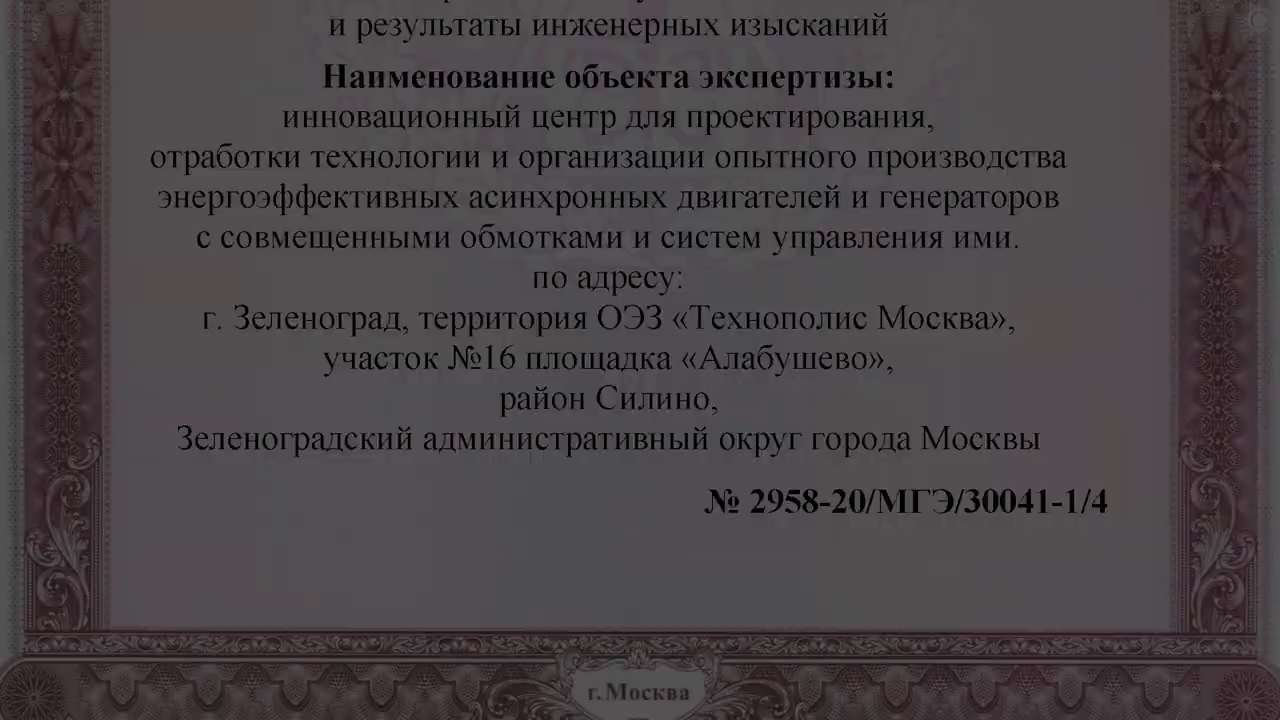 и результаты инженерных изысканий
Наименование объекта экспертизы:
инновационный центр для проектирования,
отработки технологии и организации опытного производства
энергоэффективных асинхронных двигателей и генераторов
с совмещенными обмотками и систем управления ими.
по адресу:
г. Зеленоград, территория ОЭЗ «Технополис Москва»,
участок №16 площадка «Алабушево»,
район Силино,
Зеленоградский административный округ города Москвы
№ 2958-20/МГЭ/30041-1/4
г.Москва